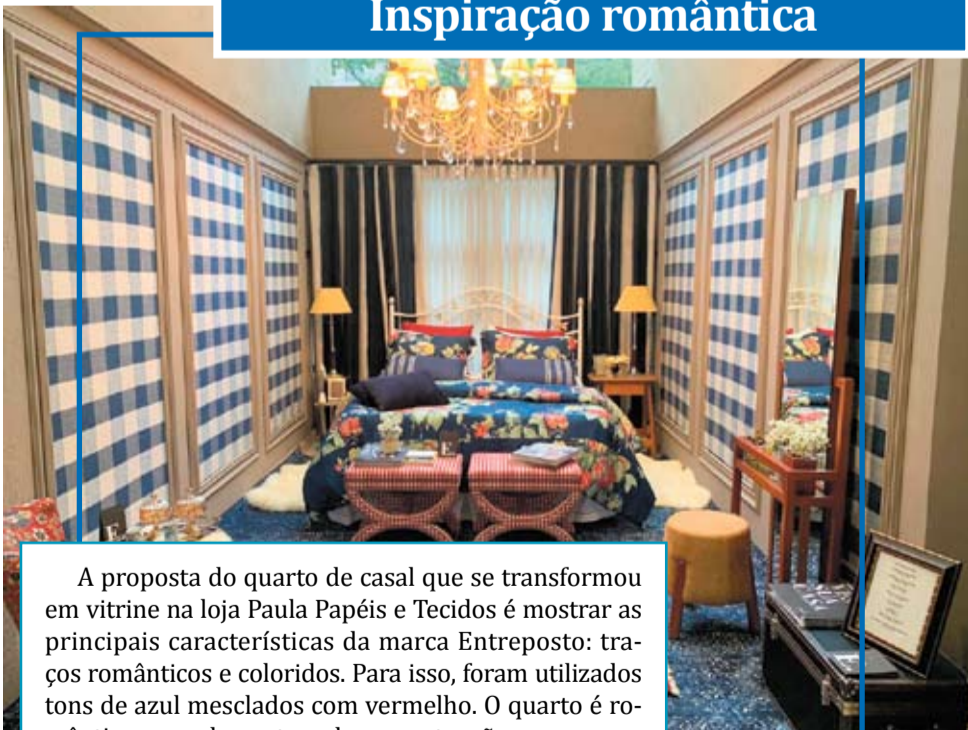 Inspiração romântica
A proposta do quarto de casal que se transformou
em vitrine na loja Paula Papéis e Tecidos é mostrar as
principais características da marca Entreposto: tra-
ços românticos e coloridos. Para isso, foram utilizados
tons de azul mesclados com vermelho. O quarto é ro-